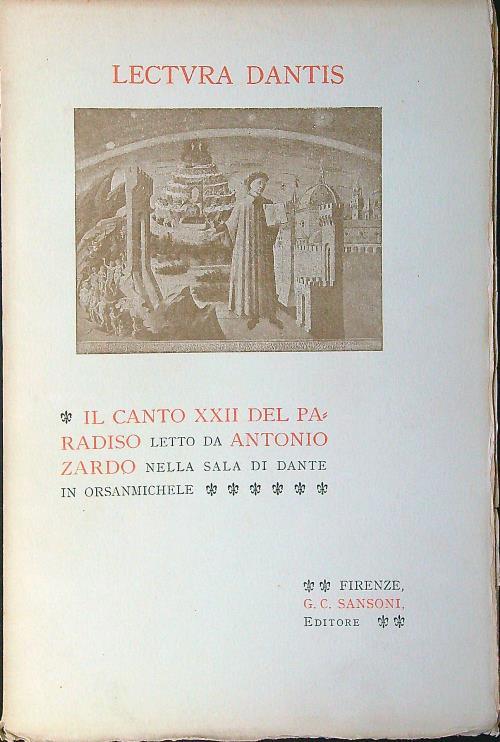 LECTVRA DANTIS
IL CANTO XXII DEL PA-
RADISO LETTO DA ANTONIO
ZARDO NELLA SALA DI DANTE
IN ORSANMICHELE
FIRENZE,
G. C. SANSONI,
EDITORE